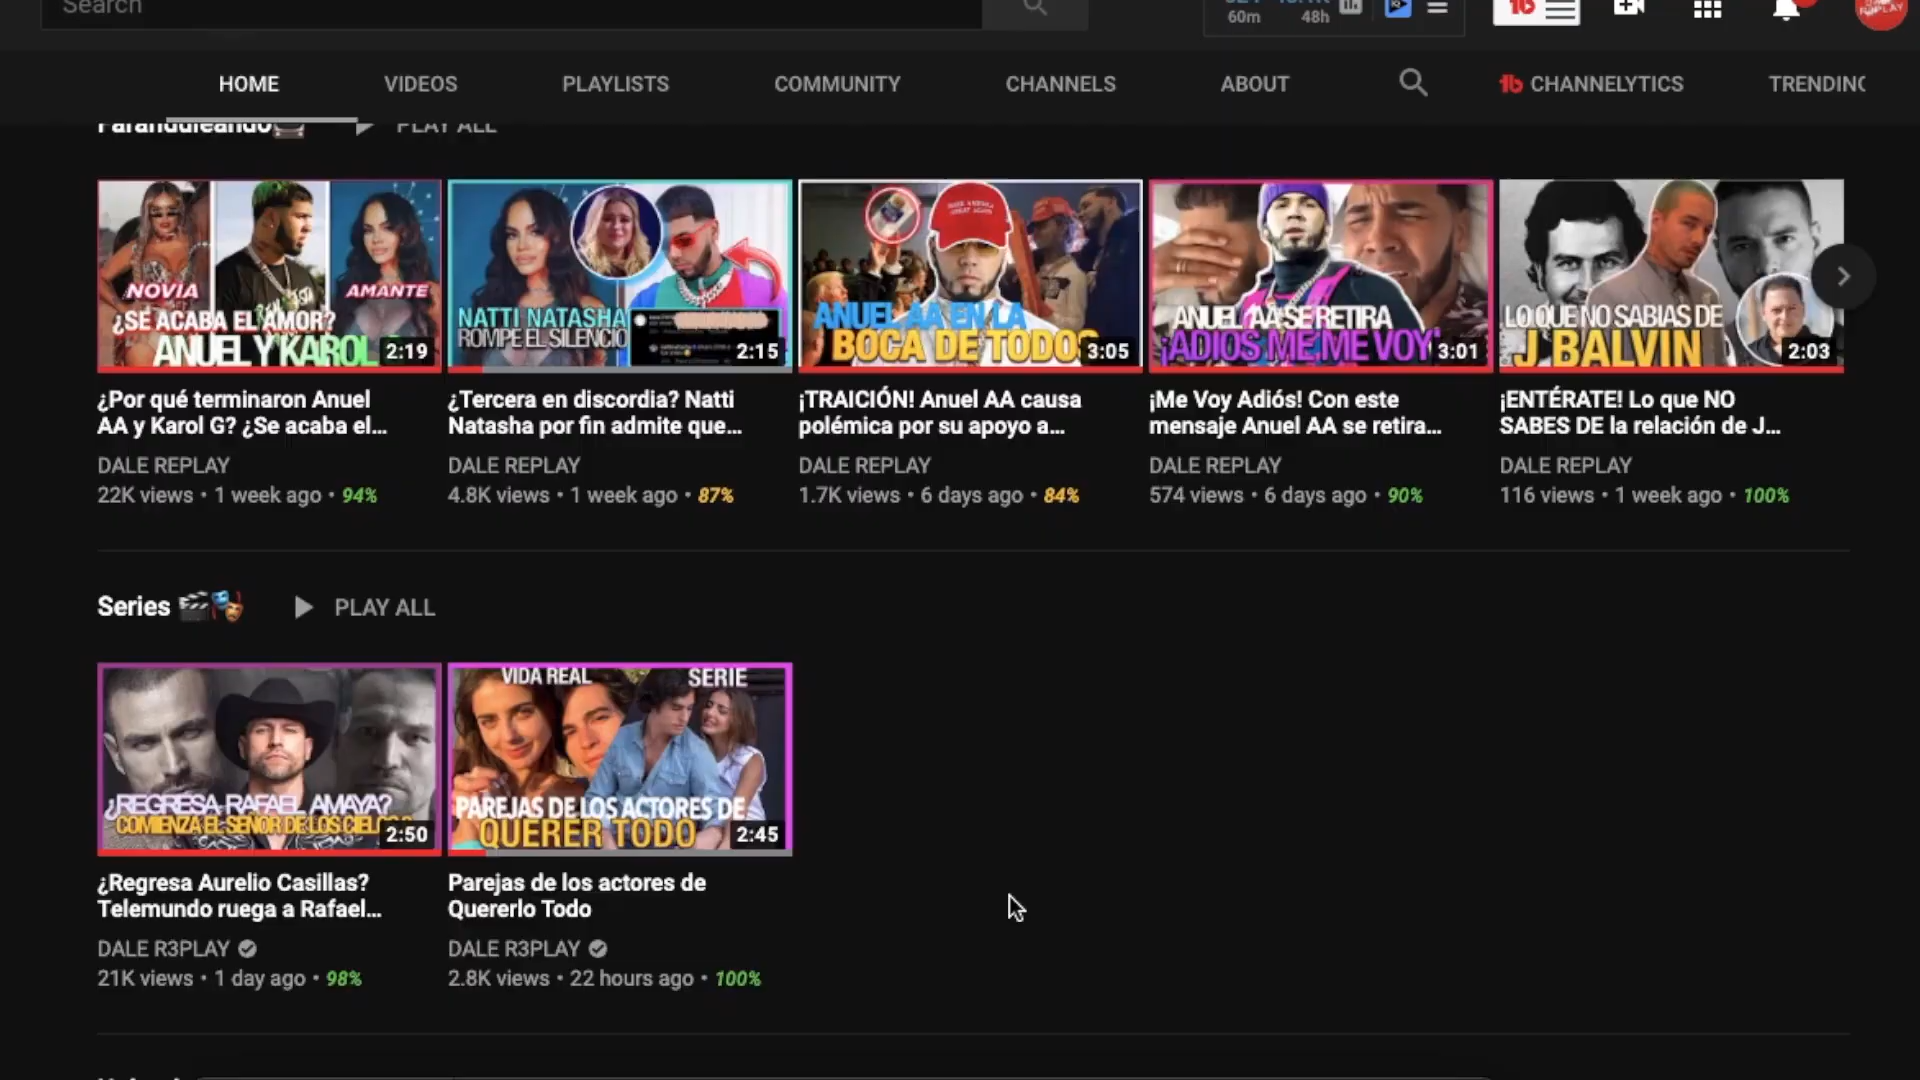 Search
60m 48h
HOME VIDEOS PLAYLISTS COMMUNITY CHANNELS ABOUT CHANNELYTICS TRENDING
Faranduleando PLAY ALL
NOVIA
AMANTE
¿SE ACABA EL AMOR?
ANUEL Y KAROL
2:19
NATTI NATASHA
ROMPE EL SILENCIO
2:15
ANUEL AA EN LA
BOCA DE TODOS
3:05
ANUEL AA SE RETIRA
¡ADIOS ME,ME VOY'
3:01
LO QUE NO SABIAS DE
J BALVIN
2:03
¿Por qué terminaron Anuel
AA y Karol G? ¿Se acaba el...
DALE REPLAY
22K views • 1 week ago • 94%
¿Tercera en discordia? Natti
Natasha por fin admite que...
DALE REPLAY
4.8K views • 1 week ago • 87%
¡TRAICIÓN! Anuel AA causa
polémica por su apoyo a...
DALE REPLAY
1.7K views • 6 days ago • 84%
¡Me Voy Adiós! Con este
mensaje Anuel AA se retira...
DALE REPLAY
574 views • 6 days ago • 90%
¡ENTÉRATE! Lo que NO
SABES DE la relación de J...
DALE REPLAY
116 views • 1 week ago • 100%
Series PLAY ALL
¿REGRESA RAFAEL AMAYA?
COMIENZA EL SEÑOR DE LOS CIELOS
2:50
VIDA REAL
SERIE
PAREJAS DE LOS ACTORES DE
QUERER TODO
2:45
¿Regresa Aurelio Casillas?
Telemundo ruega a Rafael...
DALE R3PLAY
21K views • 1 day ago • 98%
Parejas de los actores de
Quererlo Todo
DALE R3PLAY
2.8K views • 22 hours ago • 100%